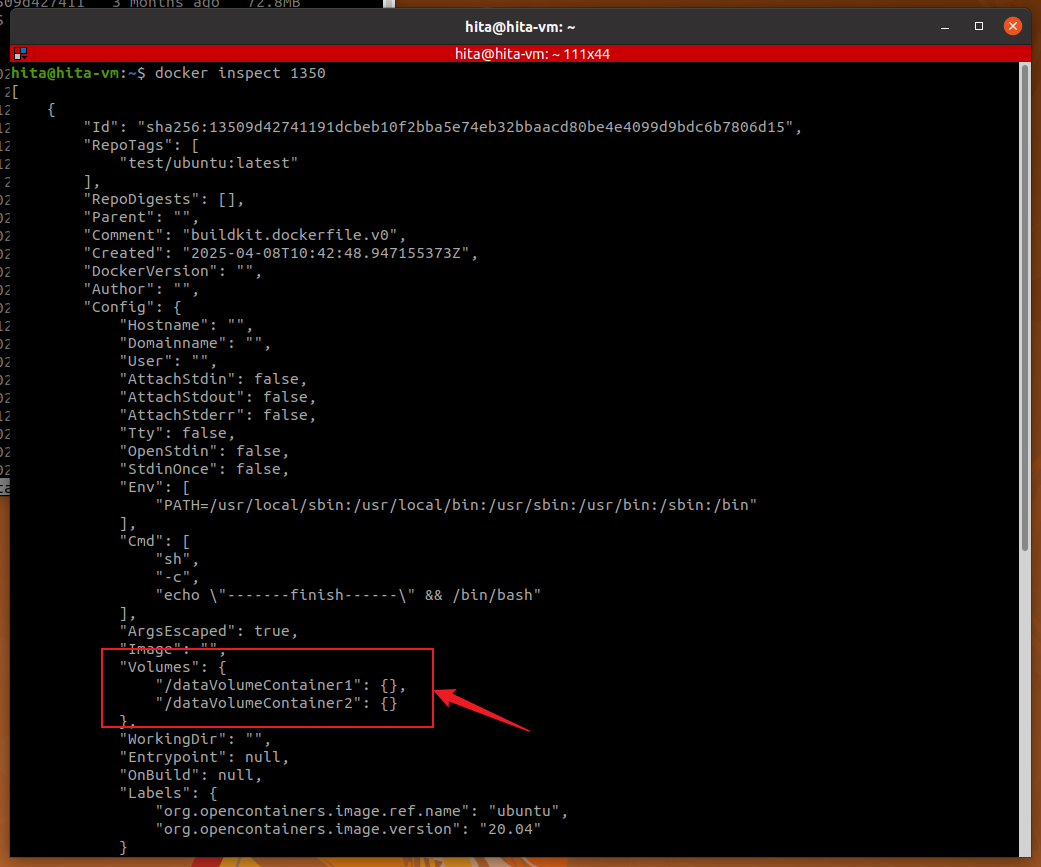 509d427411   3 months ago   72.8MB
hita@hita-vm: ~
hita@hita-vm: ~ 111x44
hita@hita-vm:~$ docker inspect 1350
[
    {
        "Id": "sha256:13509d42741191dcbeb10f2bba5e74eb32bbaacd80be4e4099d9bdc6b7806d15",
        "RepoTags": [
            "test/ubuntu:latest"
        ],
        "RepoDigests": [],
        "Parent": "",
        "Comment": "buildkit.dockerfile.v0",
        "Created": "2025-04-08T10:42:48.947155373Z",
        "DockerVersion": "",
        "Author": "",
        "Config": {
            "Hostname": "",
            "Domainname": "",
            "User": "",
            "AttachStdin": false,
            "AttachStdout": false,
            "AttachStderr": false,
            "Tty": false,
            "OpenStdin": false,
            "StdinOnce": false,
            "Env": [
                "PATH=/usr/local/sbin:/usr/local/bin:/usr/sbin:/usr/bin:/sbin:/bin"
            ],
            "Cmd": [
                "sh",
                "-c",
                "echo \"-------finish------\" && /bin/bash"
            ],
            "ArgsEscaped": true,
            "Image": "",
            "Volumes": {
                "/dataVolumeContainer1": {},
                "/dataVolumeContainer2": {}
            },
            "WorkingDir": "",
            "Entrypoint": null,
            "OnBuild": null,
            "Labels": {
                "org.opencontainers.image.ref.name": "ubuntu",
                "org.opencontainers.image.version": "20.04"
            }